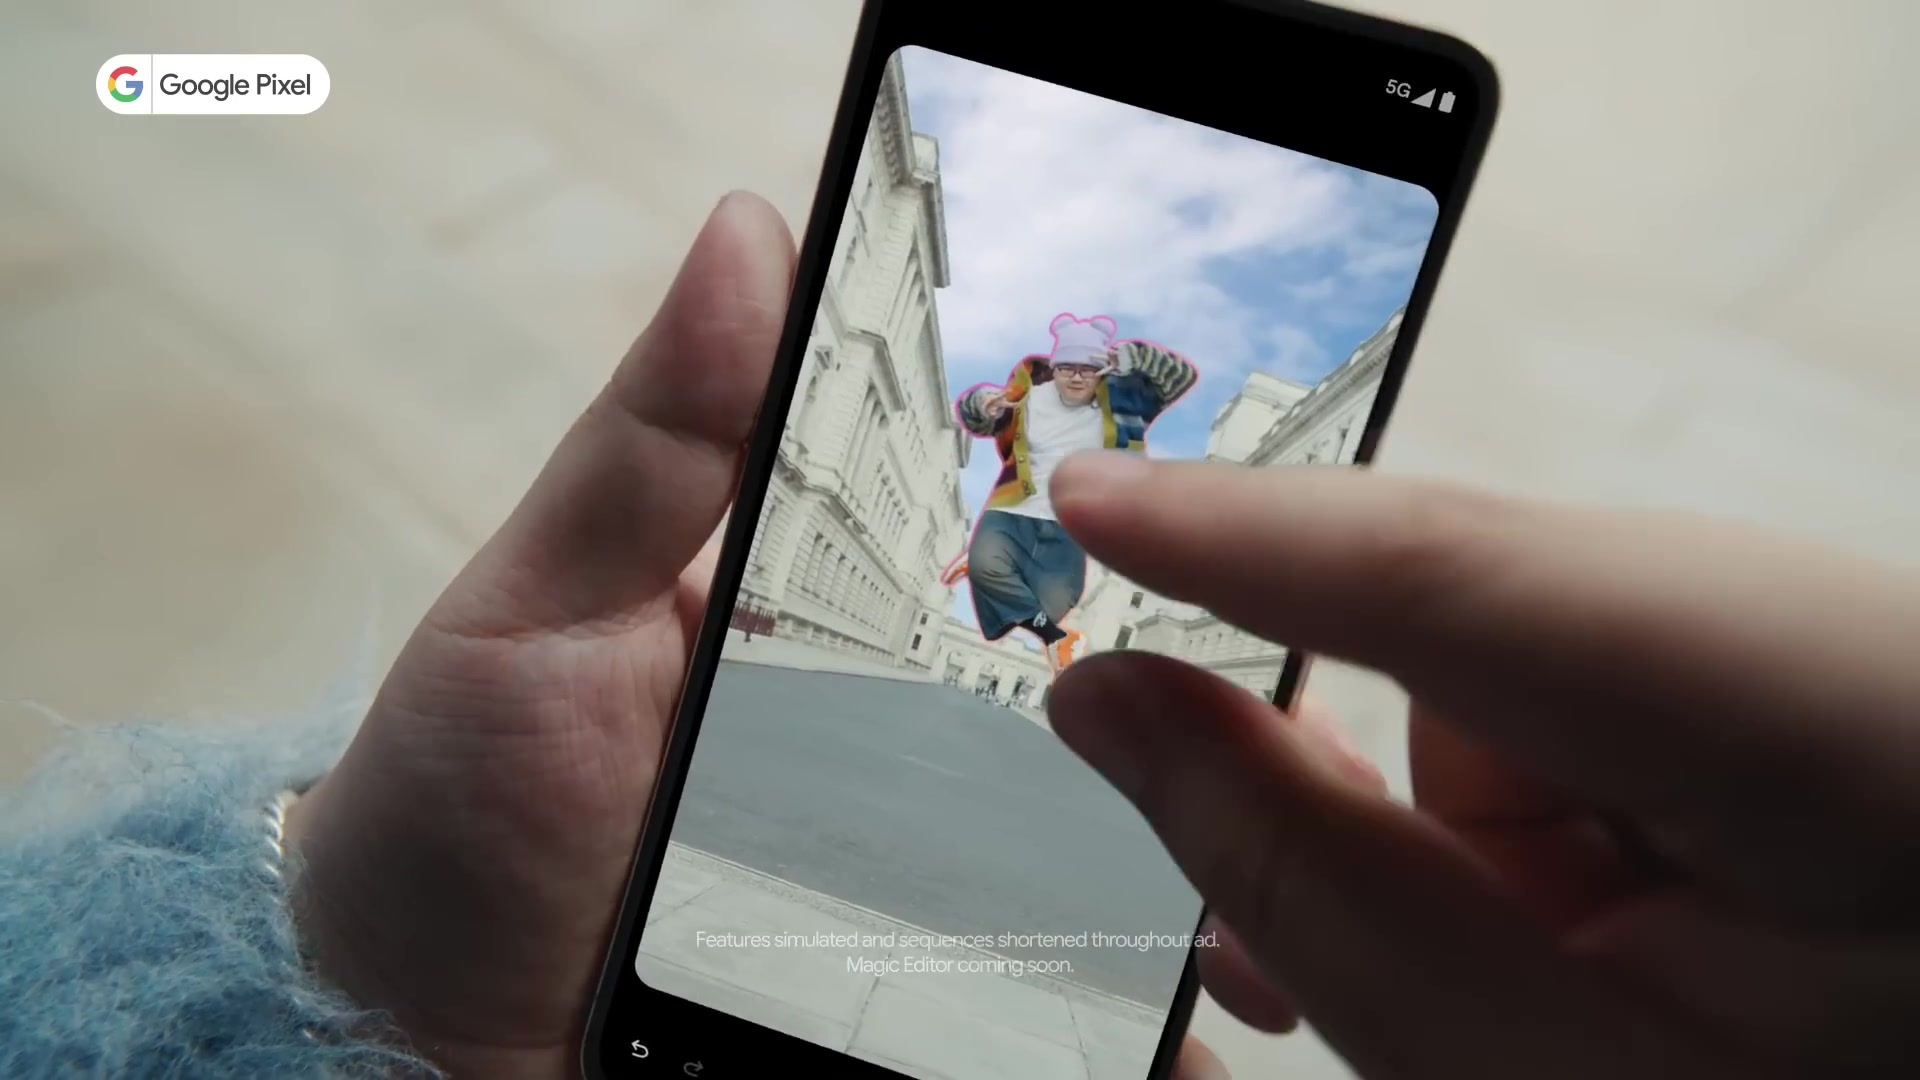 Google Pixel
5G
Features simulated and sequences shortened throughout ad.
Magic Editor coming soon.